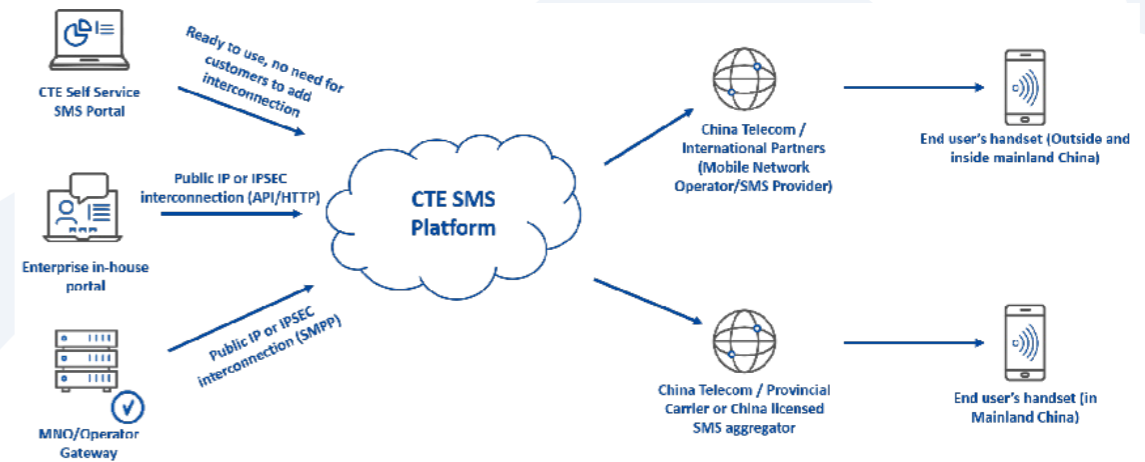 CTE Self Service
SMS Portal
Ready to use, no need for
customers to add
interconnection
Enterprise in-house
portal
Public IP or IPSEC
interconnection (API/HTTP)
MNO/Operator
Gateway
Public IP or IPSEC
interconnection (SMPP)
CTE SMS
Platform
China Telecom /
International Partners
(Mobile Network
Operator/SMS Provider)
End user's handset (Outside and
inside mainland China)
China Telecom / Provincial
Carrier or China licensed
SMS aggregator
End user's handset (in
Mainland China)